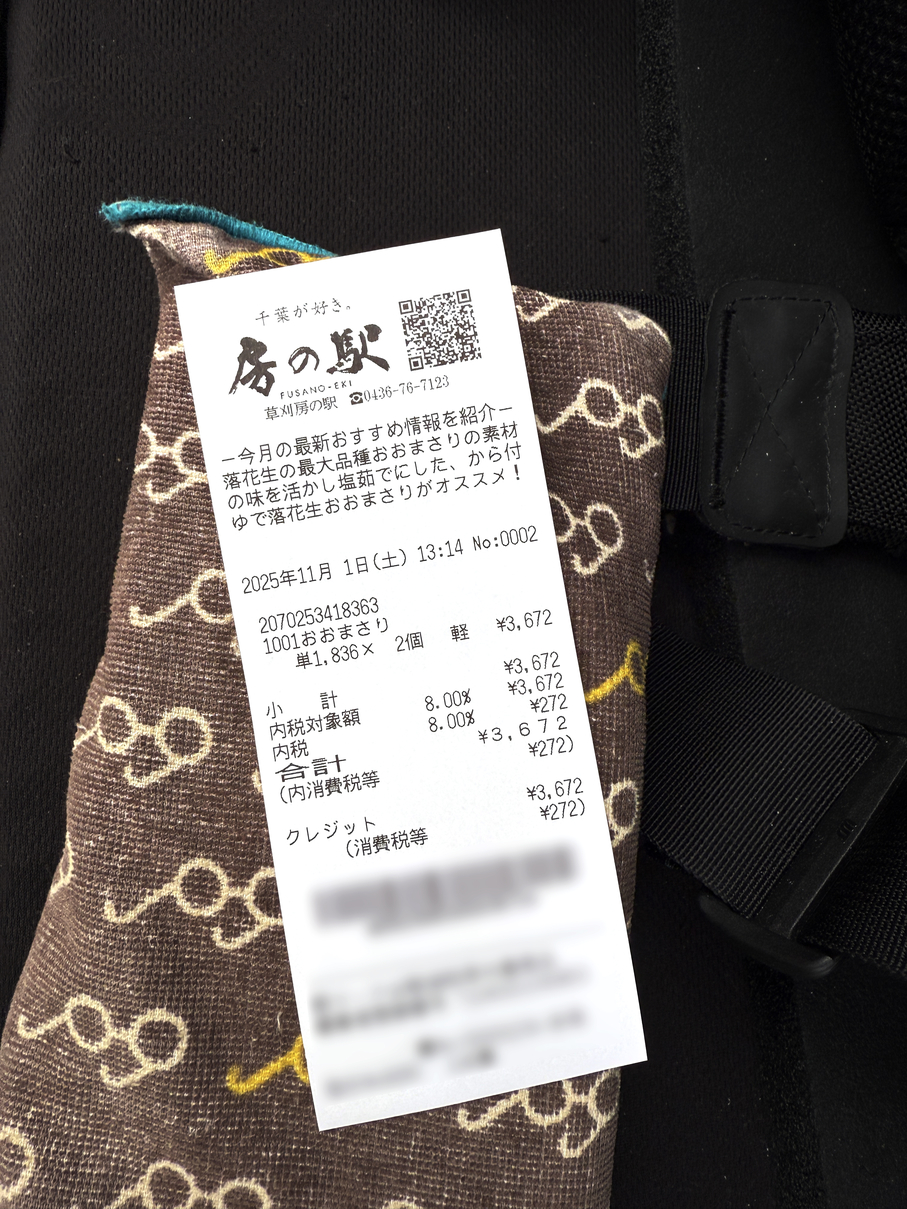 千葉が好き。
房の駅
FUSANO-EKI
草刈房の駅 ☎0436-76-7123
－今月の最新おすすめ情報を紹介－
落花生の最大品種おおまさりの素材
の味を活かし塩茹でにした、から付
ゆで落花生おおまさりがオススメ！
2025年11月 1日(土) 13:14 No:0002
2070253418363
1001おおまさり
単1,836× 2個 軽 ¥3,672
小 計 ¥3,672
内税対象額 8.00% ¥3,672
内税 8.00% ¥272
合計 ¥3,672
(内消費税等 ¥272)
クレジット ¥3,672
(消費税等 ¥272)